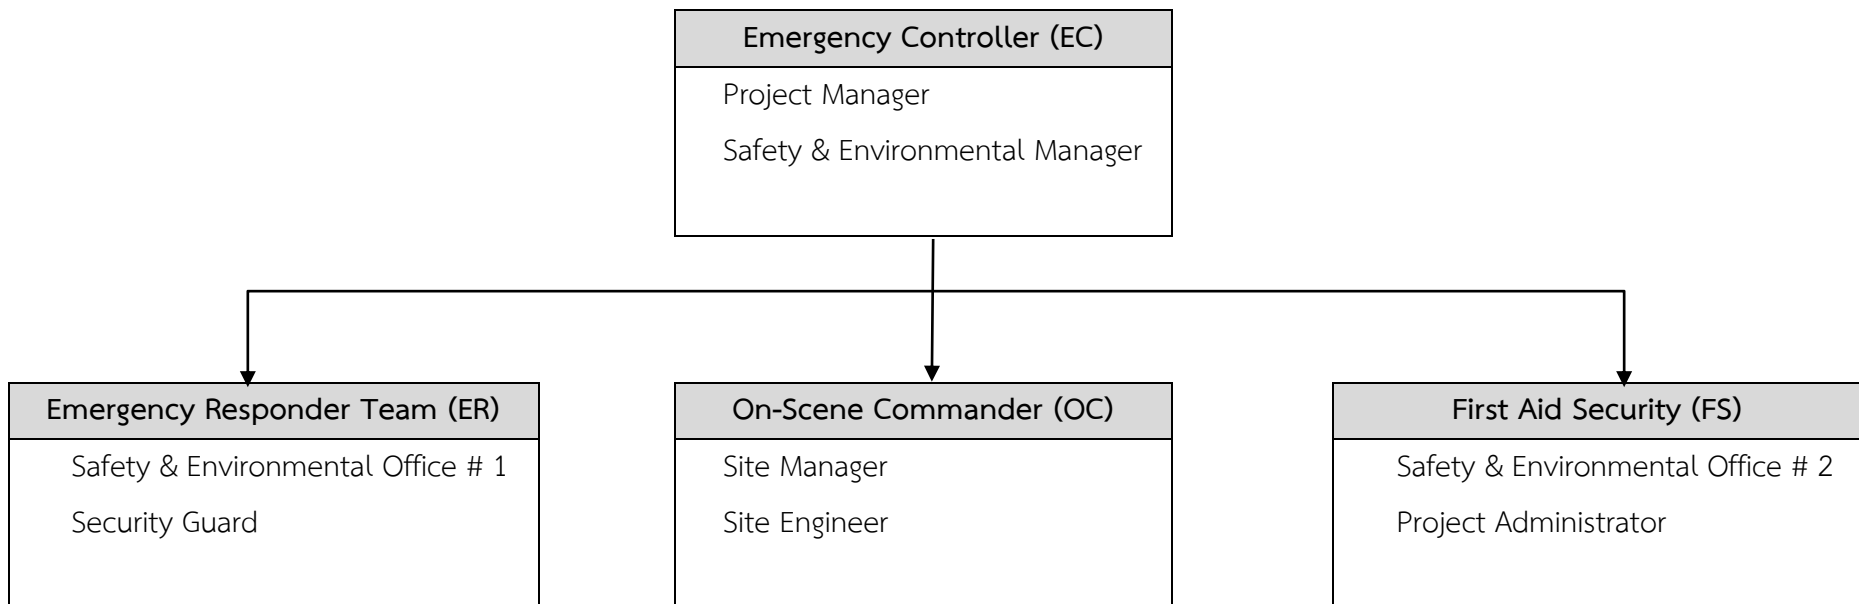 Emergency Controller (EC)
Project Manager
Safety & Environmental Manager
Emergency Responder Team (ER)
Safety & Environmental Office # 1
Security Guard
On-Scene Commander (OC)
Site Manager
Site Engineer
First Aid Security (FS)
Safety & Environmental Office # 2
Project Administrator